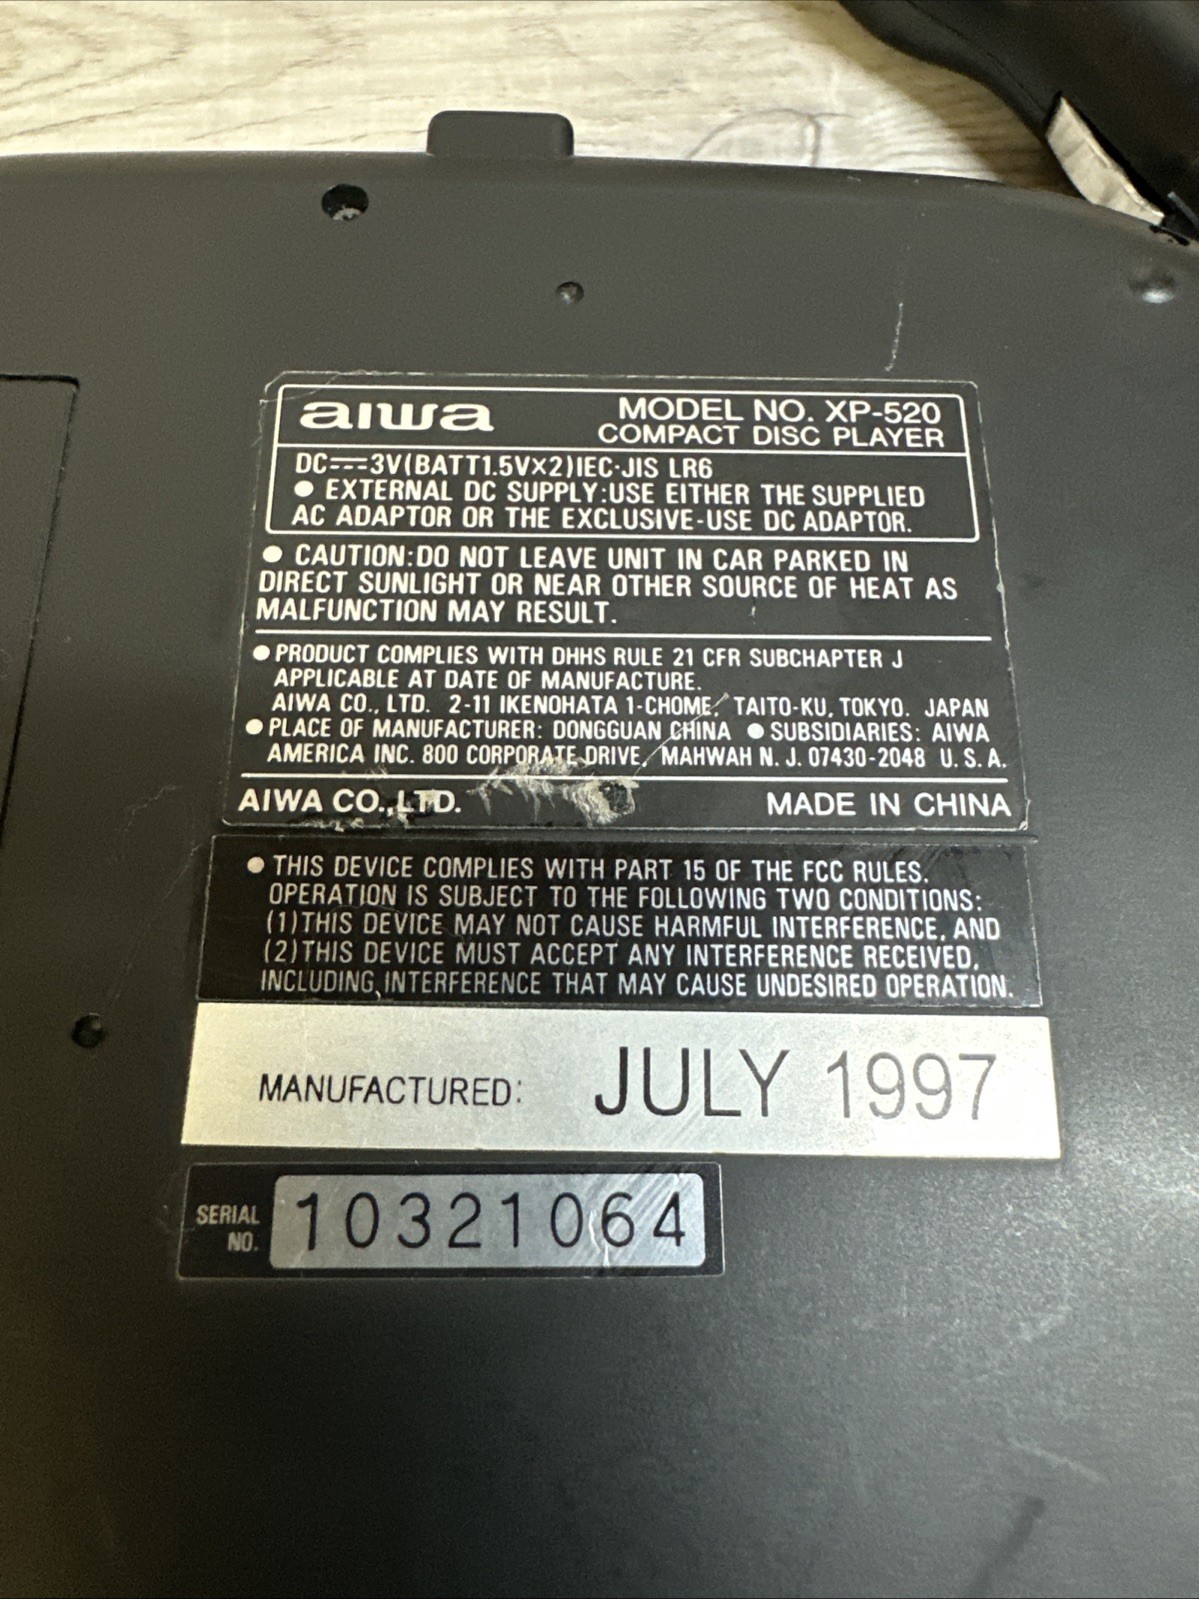 aiwa MODEL NO. XP-520
COMPACT DISC PLAYER
DC⎓3V(BATT1.5V×2)IEC·JIS LR6
● EXTERNAL DC SUPPLY:USE EITHER THE SUPPLIED
AC ADAPTOR OR THE EXCLUSIVE-USE DC ADAPTOR.
● CAUTION:DO NOT LEAVE UNIT IN CAR PARKED IN
DIRECT SUNLIGHT OR NEAR OTHER SOURCE OF HEAT AS
MALFUNCTION MAY RESULT.
● PRODUCT COMPLIES WITH DHHS RULE 21 CFR SUBCHAPTER J
APPLICABLE AT DATE OF MANUFACTURE.
AIWA CO., LTD. 2-11 IKENOHATA 1-CHOME, TAITO-KU, TOKYO. JAPAN
● PLACE OF MANUFACTURER: DONGGUAN CHINA ● SUBSIDIARIES: AIWA
AMERICA INC. 800 CORPORATE DRIVE, MAHWAH N. J. 07430-2048 U. S. A.
AIWA CO.,LTD. MADE IN CHINA
● THIS DEVICE COMPLIES WITH PART 15 OF THE FCC RULES.
OPERATION IS SUBJECT TO THE FOLLOWING TWO CONDITIONS:
(1)THIS DEVICE MAY NOT CAUSE HARMFUL INTERFERENCE, AND
(2)THIS DEVICE MUST ACCEPT ANY INTERFERENCE RECEIVED,
INCLUDING INTERFERENCE THAT MAY CAUSE UNDESIRED OPERATION.
MANUFACTURED: JULY 1997
SERIAL NO. 10321064